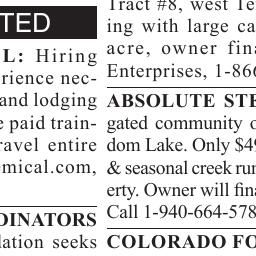 TED
L: Hiring
rience nec-
and lodging
e paid train-
ravel entire
mical.com,
DINATORS
lation seeks
Tract #8, west Te
ing with large ca
acre, owner fina
Enterprises, 1-866
ABSOLUTE STE
gated community o
dom Lake. Only $49
& seasonal creek run
erty. Owner will fina
Call 1-940-664-578
COLORADO FO